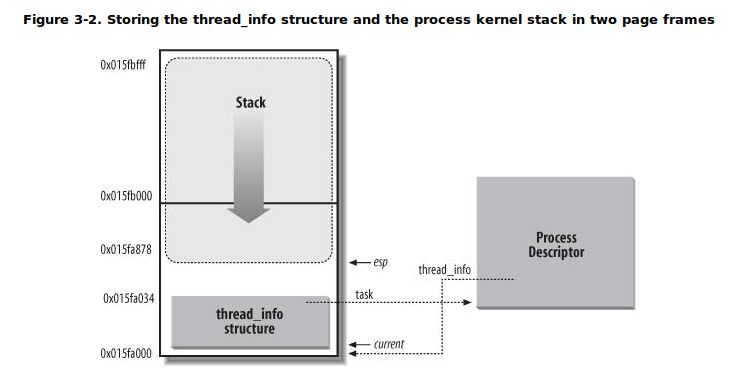 Figure 3-2. Storing the thread_info structure and the process kernel stack in two page frames
0x015fbfff
Stack
0x015fb000
Process
Descriptor
0x015fa878
esp
thread_info
0x015fa034
task
thread_info
structure
current
0x015fa000